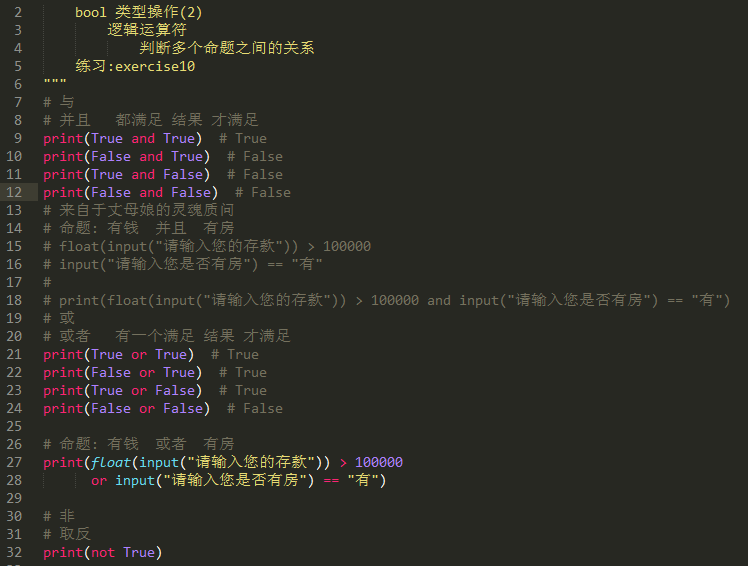 2 bool 类型操作(2)
3 逻辑运算符
4 判断多个命题之间的关系
5 练习:exercise10
6 """
7 # 与
8 # 并且   都满足 结果 才满足
9 print(True and True)  # True
10 print(False and True)  # False
11 print(True and False)  # False
12 print(False and False)  # False
13 # 来自于丈母娘的灵魂质问
14 # 命题: 有钱  并且  有房
15 # float(input("请输入您的存款")) > 100000
16 # input("请输入您是否有房") == "有"
17 #
18 # print(float(input("请输入您的存款")) > 100000 and input("请输入您是否有房") == "有")
19 # 或
20 # 或者   有一个满足 结果 才满足
21 print(True or True)  # True
22 print(False or True)  # True
23 print(True or False)  # True
24 print(False or False)  # False
25
26 # 命题: 有钱  或者  有房
27 print(float(input("请输入您的存款")) > 100000
28       or input("请输入您是否有房") == "有")
29
30 # 非
31 # 取反
32 print(not True)